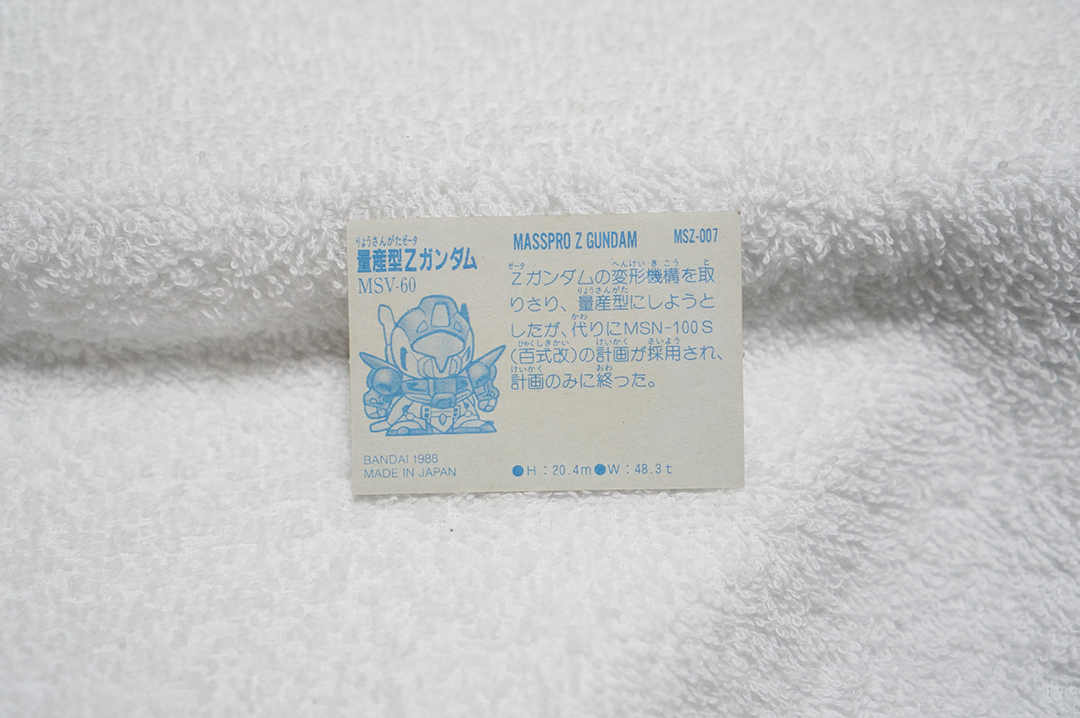 りょうさんがたゼータ
量産型Zガンダム
MSV-60
BANDAI 1988
MADE IN JAPAN
MASSPRO Z GUNDAM MSZ-007
ゼータ へんけいきこう と
Zガンダムの変形機構を取
りょうさんがた
りさり、量産型にしようと
かわ
したが、代りにMSN-100S
ひゃくしきかい けいかく さいよう
(百式改)の計画が採用され、
けいかく おわ
計画のみに終った。
●H:20.4m●W:48.3t